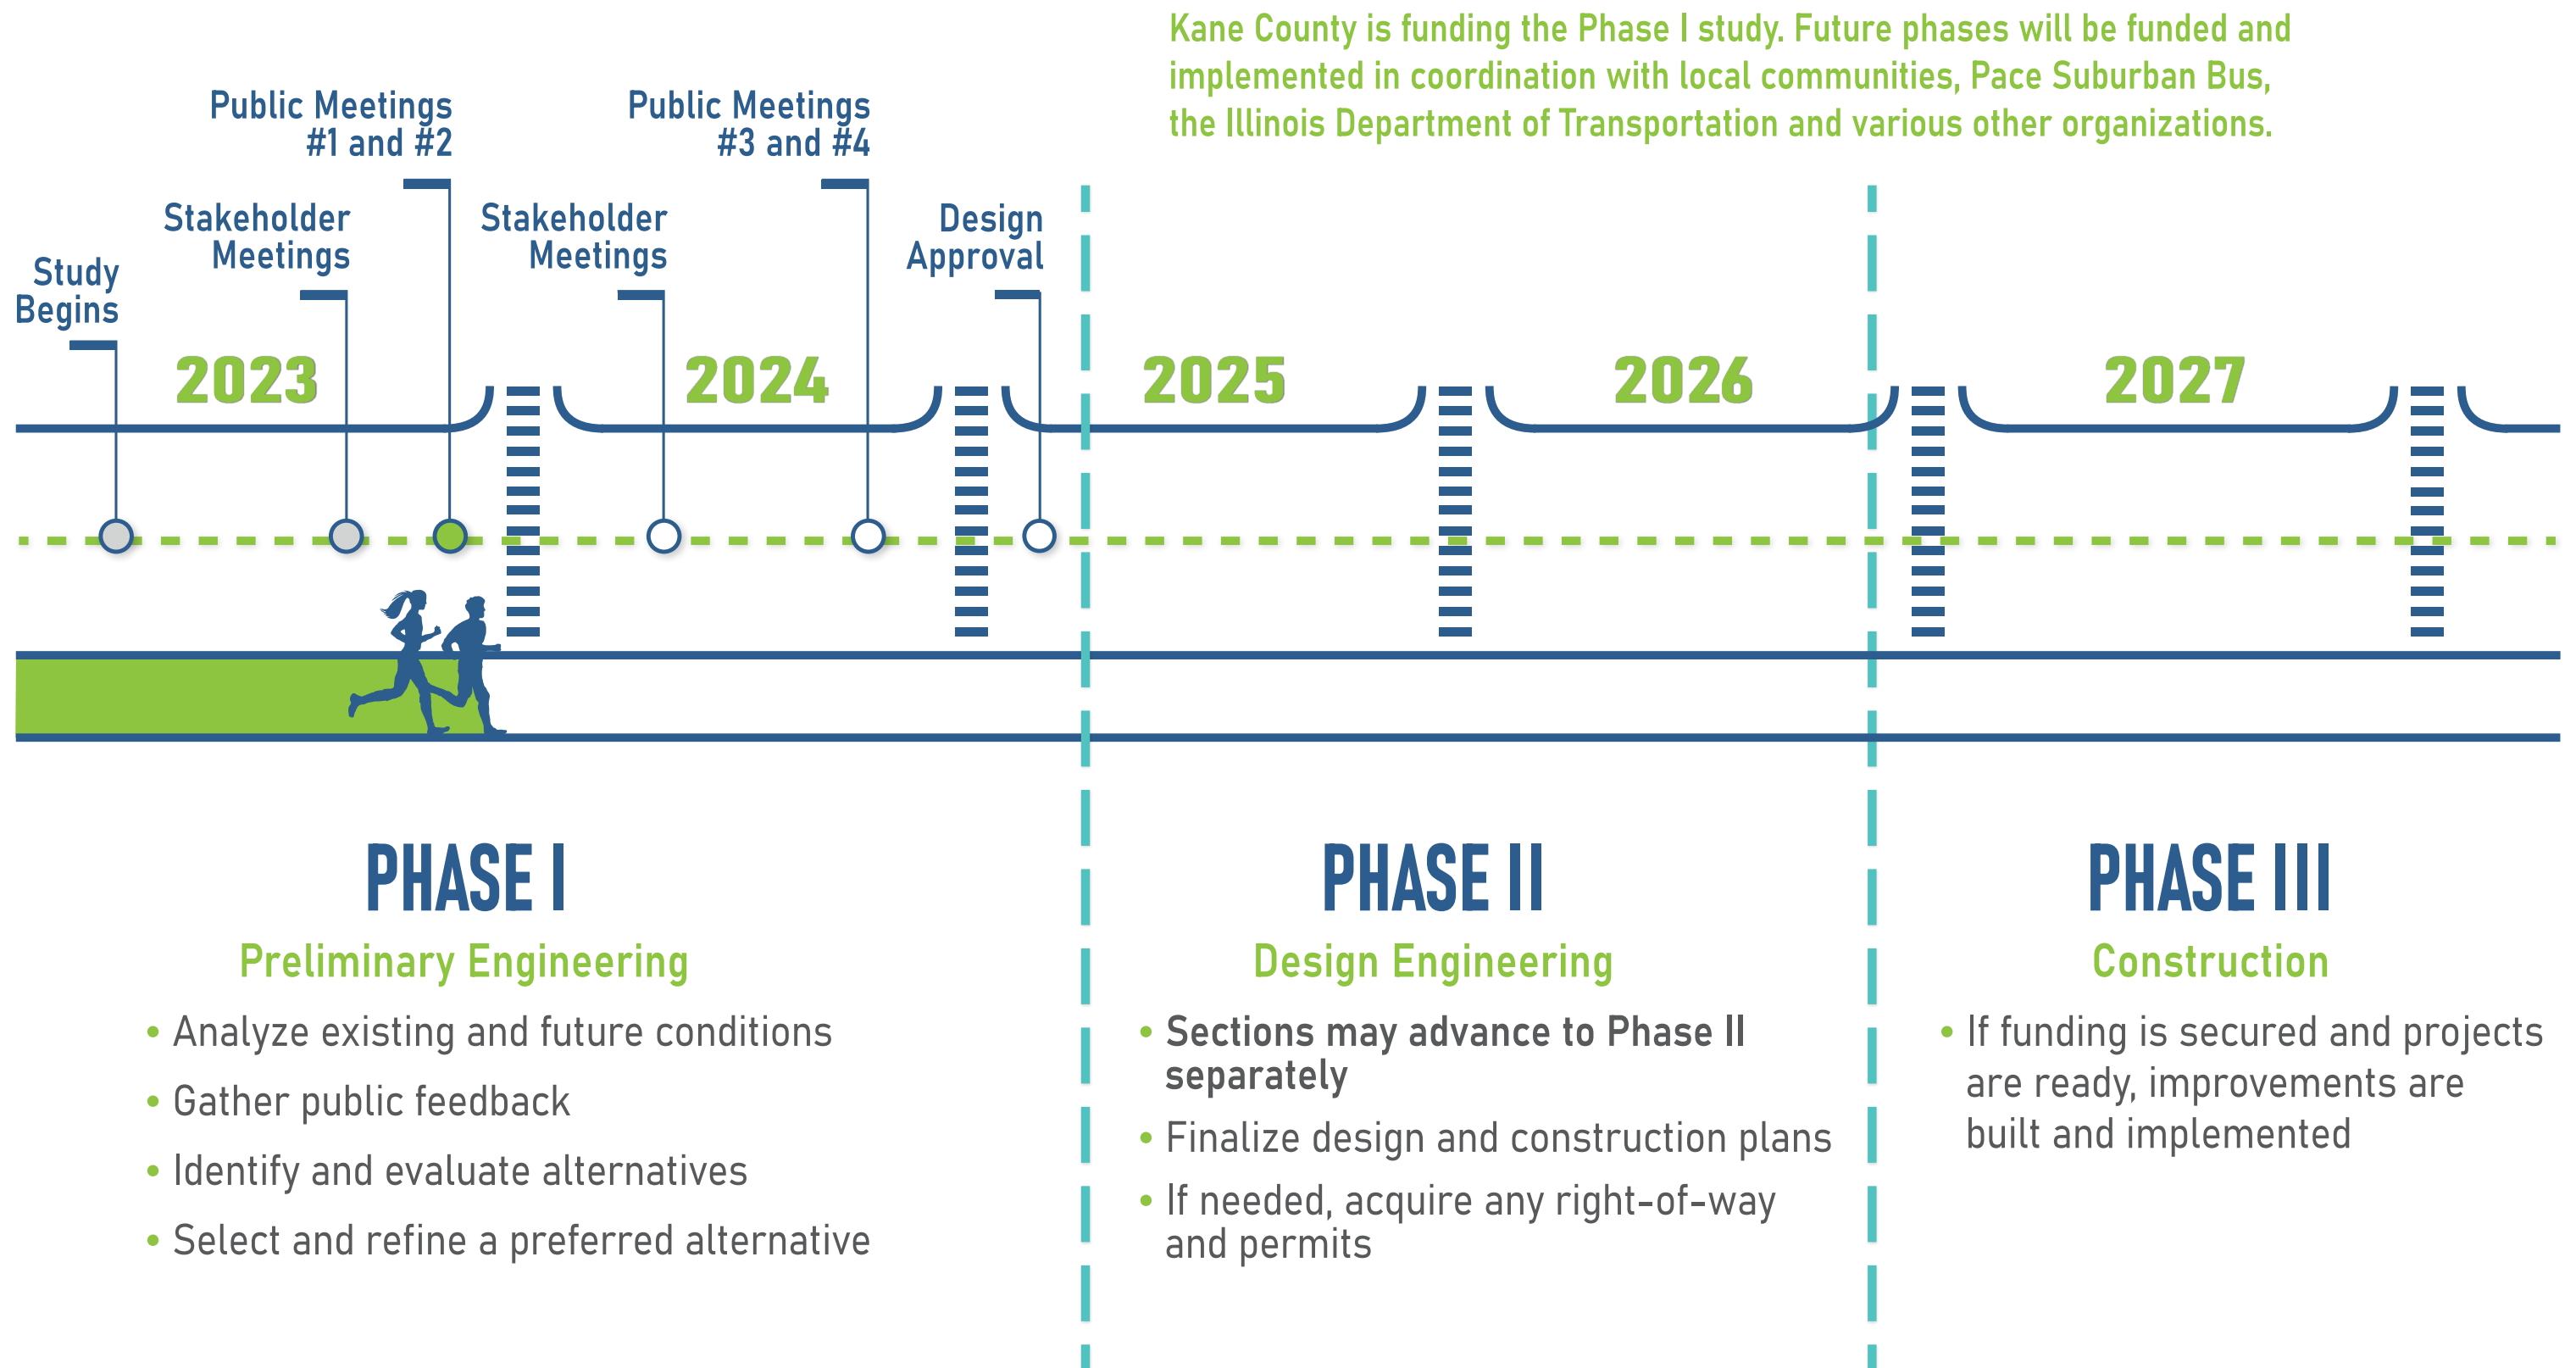 Kane County is funding the Phase I study. Future phases will be funded and
implemented in coordination with local communities, Pace Suburban Bus,
the Illinois Department of Transportation and various other organizations.
Study
Begins
Stakeholder
Meetings
Public Meetings
#1 and #2
Stakeholder
Meetings
Public Meetings
#3 and #4
Design
Approval
2023
2024
2025
2026
2027
PHASE I
Preliminary Engineering
• Analyze existing and future conditions
• Gather public feedback
• Identify and evaluate alternatives
• Select and refine a preferred alternative
PHASE II
Design Engineering
• Sections may advance to Phase II
separately
• Finalize design and construction plans
• If needed, acquire any right-of-way
and permits
PHASE III
Construction
• If funding is secured and projects
are ready, improvements are
built and implemented